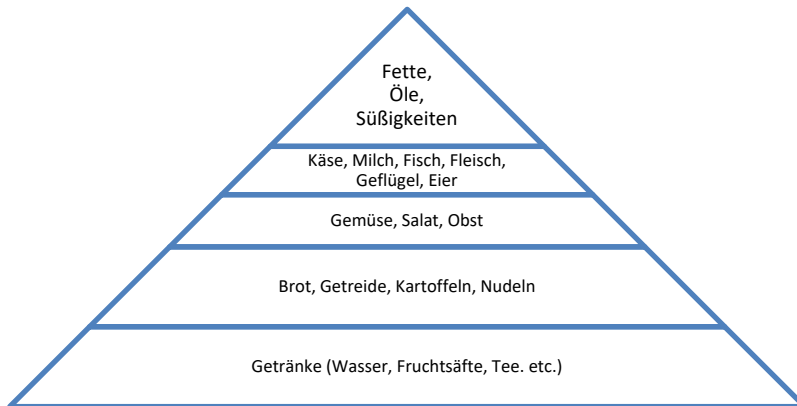 Fette,
Öle,
Süßigkeiten
Käse, Milch, Fisch, Fleisch,
Geflügel, Eier
Gemüse, Salat, Obst
Brot, Getreide, Kartoffeln, Nudeln
Getränke (Wasser, Fruchtsäfte, Tee. etc.)